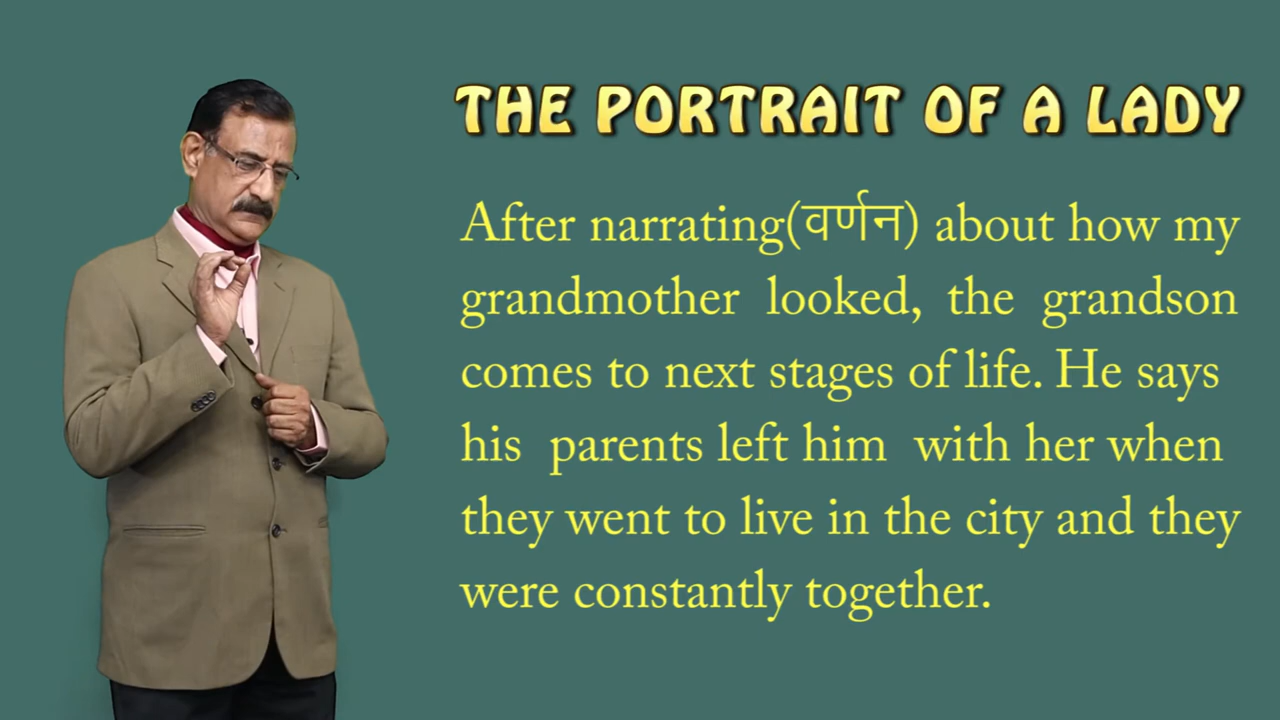 THE PORTRAIT OF A LADY
After narrating(वर्णन) about how my
grandmother looked, the grandson
comes to next stages of life. He says
his parents left him with her when
they went to live in the city and they
were constantly together.